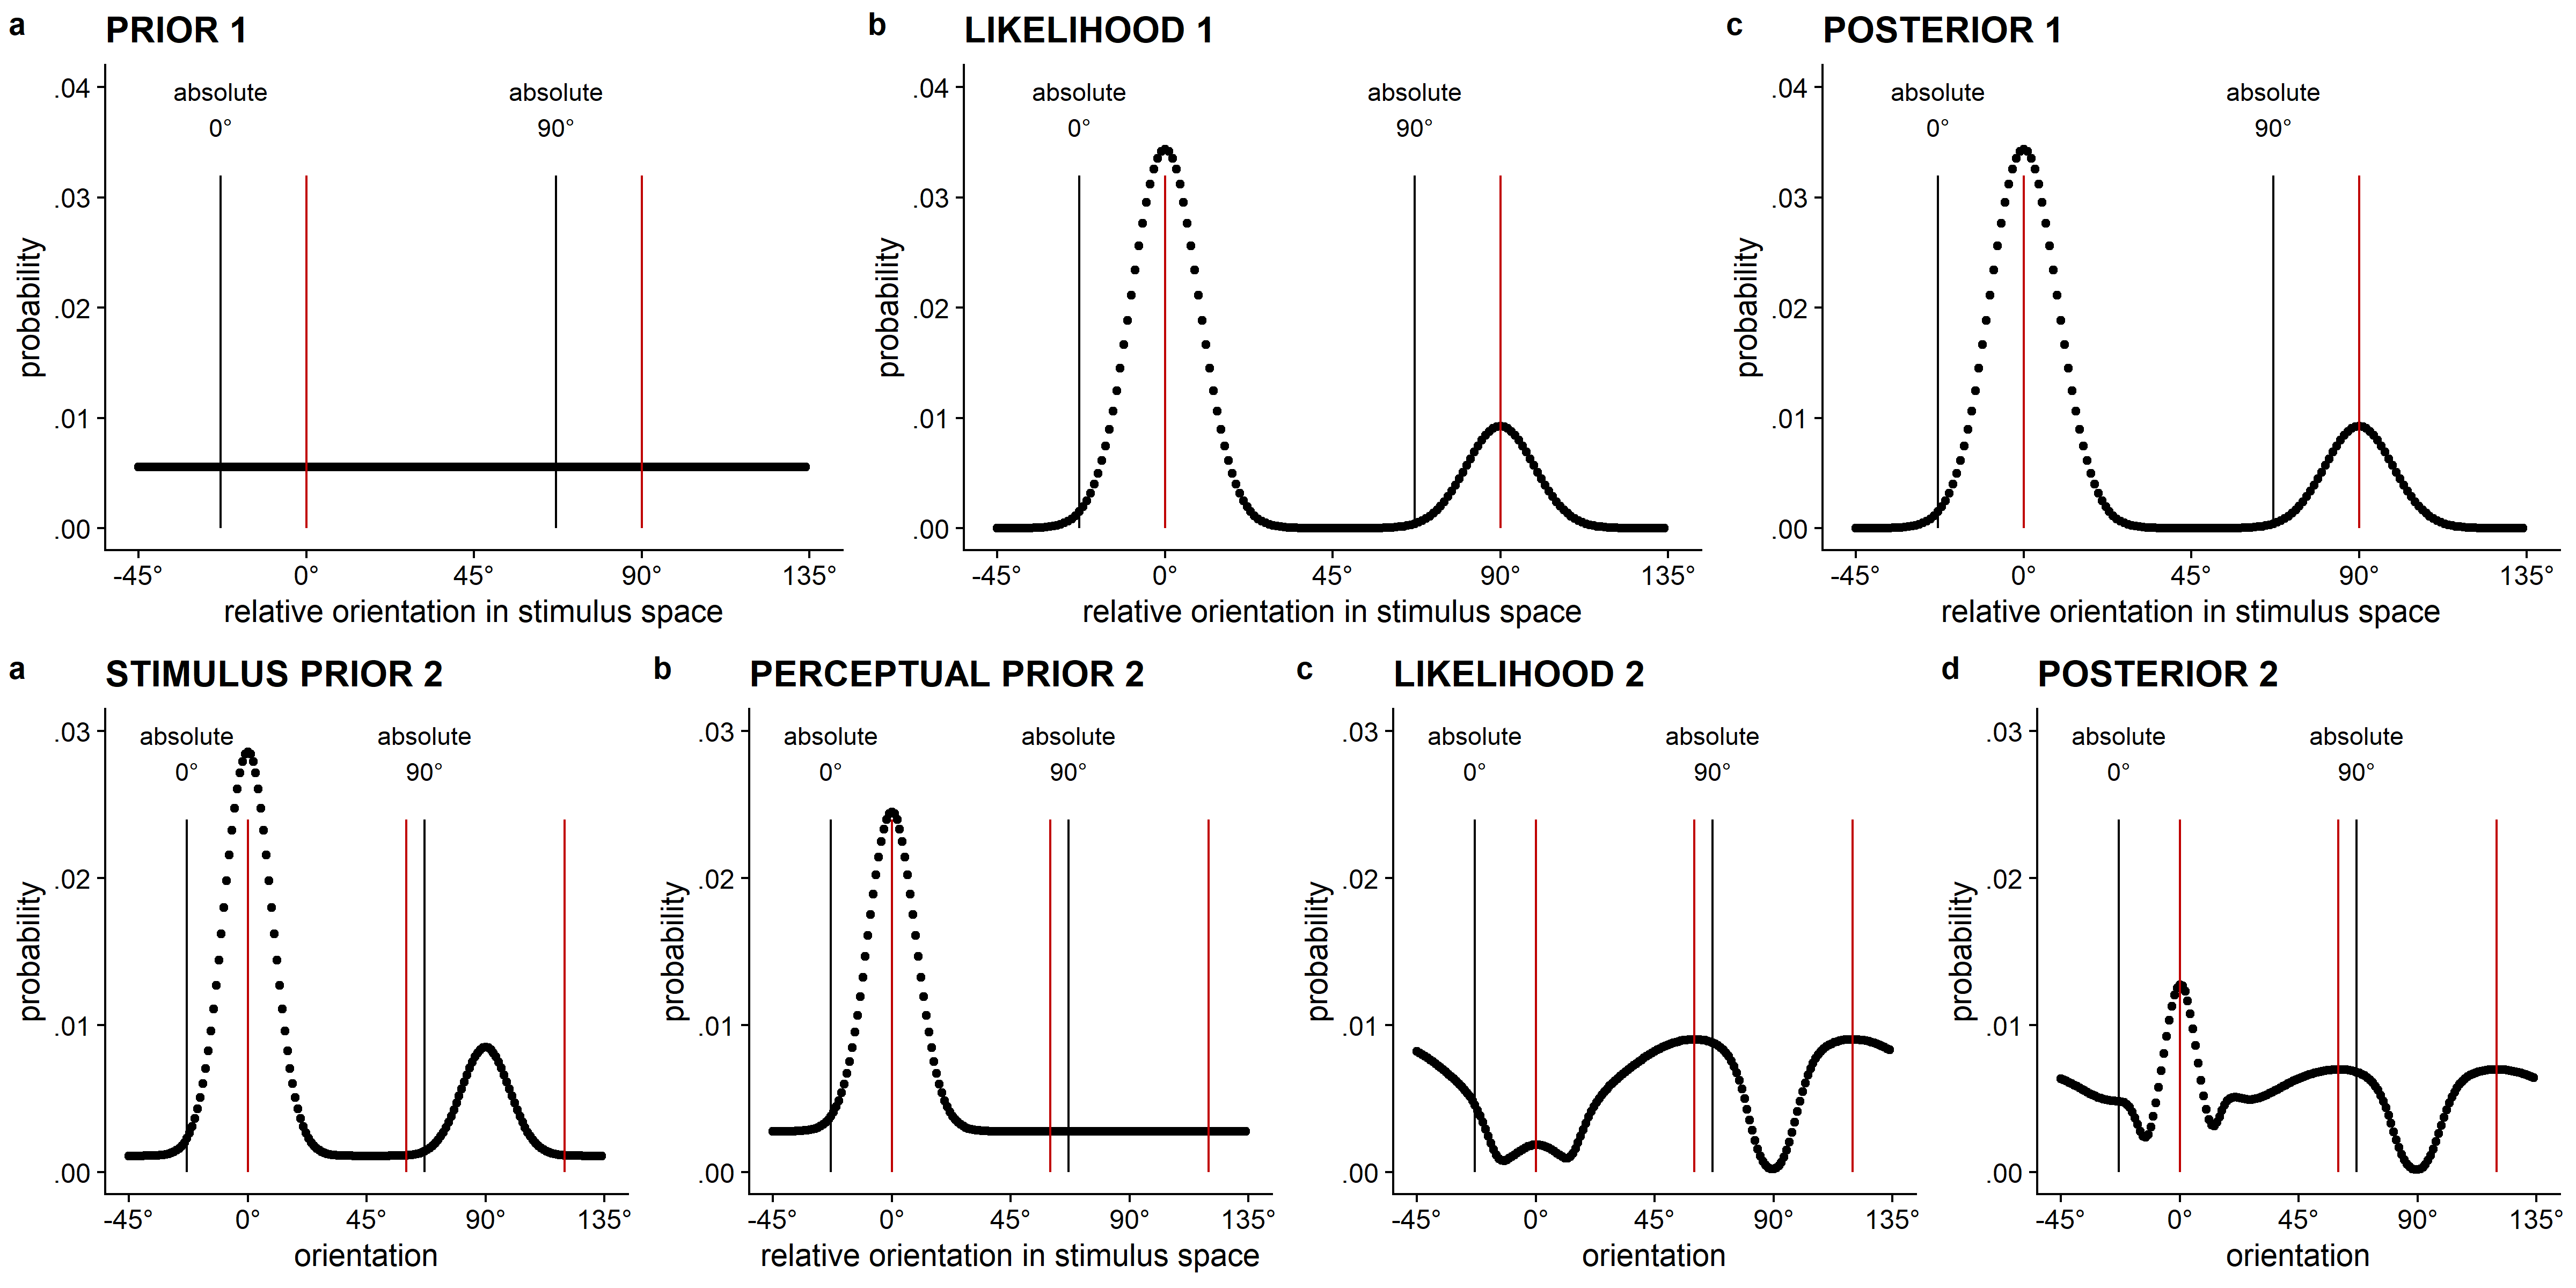 a PRIOR 1
absolute absolute
0° 90°
.04
.03
.02
.01
.00
probability
-45° 0° 45° 90° 135°
relative orientation in stimulus space
b LIKELIHOOD 1
absolute absolute
0° 90°
.04
.03
.02
.01
.00
probability
-45° 0° 45° 90° 135°
relative orientation in stimulus space
c POSTERIOR 1
absolute absolute
0° 90°
.04
.03
.02
.01
.00
probability
-45° 0° 45° 90° 135°
relative orientation in stimulus space
a STIMULUS PRIOR 2
absolute absolute
0° 90°
.03
.02
.01
.00
probability
-45° 0° 45° 90° 135°
orientation
b PERCEPTUAL PRIOR 2
absolute absolute
0° 90°
.03
.02
.01
.00
probability
-45° 0° 45° 90° 135°
relative orientation in stimulus space
c LIKELIHOOD 2
absolute absolute
0° 90°
.03
.02
.01
.00
probability
-45° 0° 45° 90° 135°
orientation
d POSTERIOR 2
absolute absolute
0° 90°
.03
.02
.01
.00
probability
-45° 0° 45° 90° 135°
orientation